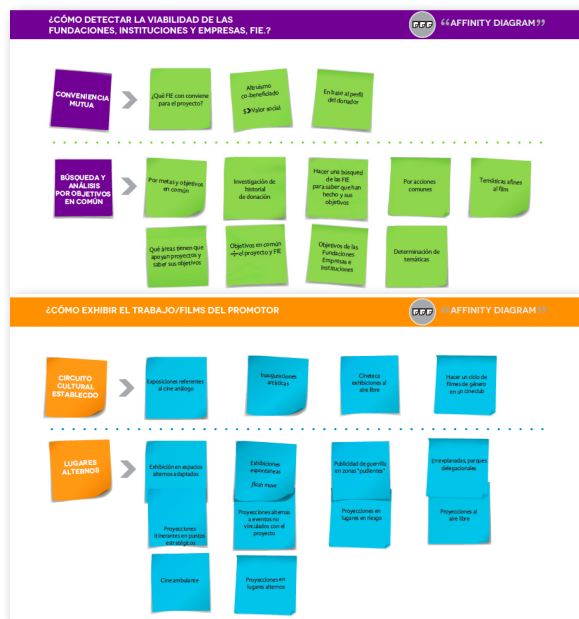 ¿CÓMO DETECTAR LA VIABILIDAD DE LAS
FUNDACIONES, INSTITUCIONES Y EMPRESAS, FIE.?
“AFFINITY DIAGRAM”
CONVENIENCIA
MUTUA
¿Qué FIE con conviene
para el proyecto?
Altruismo
co-beneficiado
Valor social
En base al perfil
del donador
BÚSQUEDA Y
ANÁLISIS
POR OBJETIVOS
EN COMÚN
Por metas y objetivos
en común
Investigación de
historial
de donación
Hacer una búsqued
de las FIE
para saber que han
hecho y sus
objetivos
Por acciones
comunes
Temáticas afines
al film
Qué áreas tienen que
apoyan proyectos y
saber sus objetivos
Objetivos en común
el proyecto y FIE
Objetivos de las
Fundaciones
Empresas e
Instituciones
Determinación de
temáticas
¿CÓMO EXHIBIR EL TRABAJO/FILMS DEL PROMOTOR
“AFFINITY DIAGRAM”
CIRCUITO
CULTURAL
ESTABLECDO
Exposiciones referentes
al cine análogo
Inauguraciones
artísticas
Cineteca
exhibiciones al
aire libre
Hacer un ciclo de
filmes de género
en un cineclub
LUGARES
ALTERNOS
Exhibición en espacios
alternos adaptados
Exhibiciones
espontáneas
flash move
Publicidad de guerrilla
en zonas "pudientes"
En explanadas, parques
delegacionales
Proyecciones
itinerantes en puntos
estratégicos
Proyecciones alternas
a eventos no
vinculados con el
proyecto
Proyecciones en
lugares en riesgo
Proyecciones al
aire libre
Cine ambulante
Proyecciones en
lugares alternos